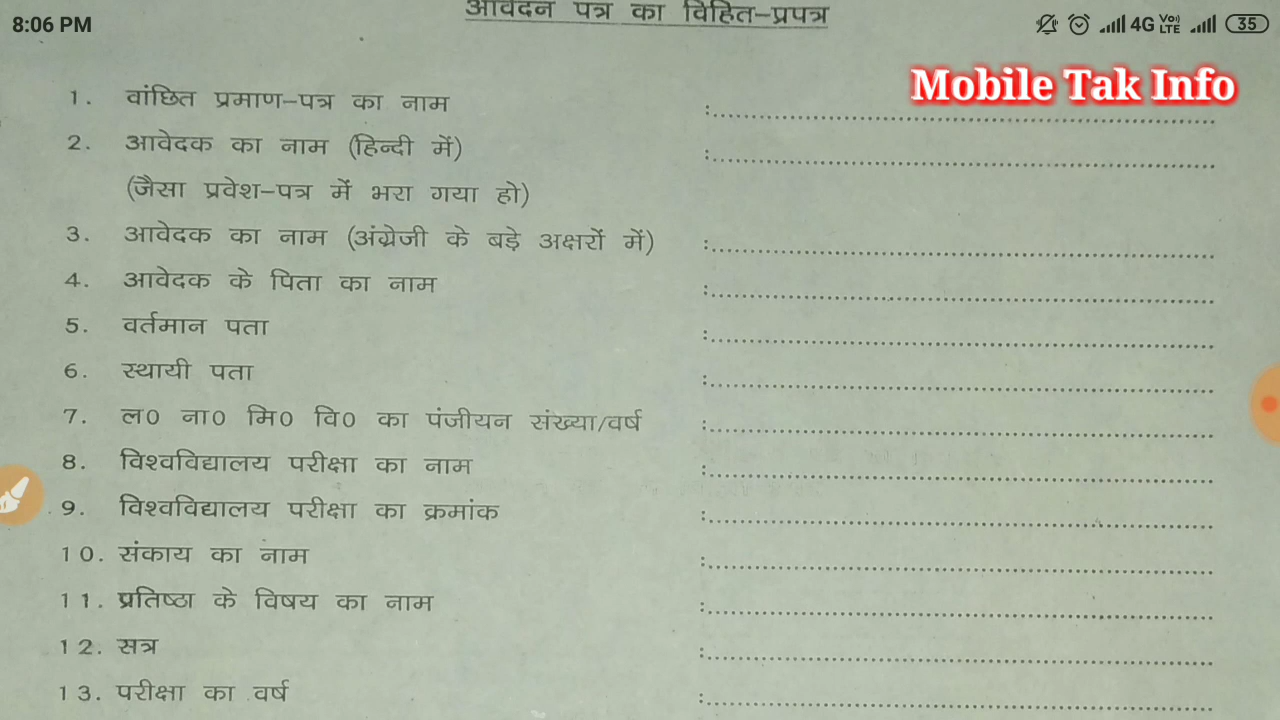 8:06 PM
4G VoLTE 35
आवेदन पत्र का विहित-प्रपत्र
Mobile Tak Info
1. वांछित प्रमाण-पत्र का नाम :
2. आवेदक का नाम (हिन्दी में) :
(जैसा प्रवेश-पत्र में भरा गया हो)
3. आवेदक का नाम (अंग्रेजी के बड़े अक्षरों में) :
4. आवेदक के पिता का नाम :
5. वर्तमान पता :
6. स्थायी पता :
7. ल0 ना0 मि0 वि0 का पंजीयन संख्या/वर्ष :
8. विश्वविद्यालय परीक्षा का नाम :
9. विश्वविद्यालय परीक्षा का क्रमांक :
10. संकाय का नाम :
11. प्रतिष्ठा के विषय का नाम :
12. सत्र :
13. परीक्षा का वर्ष :